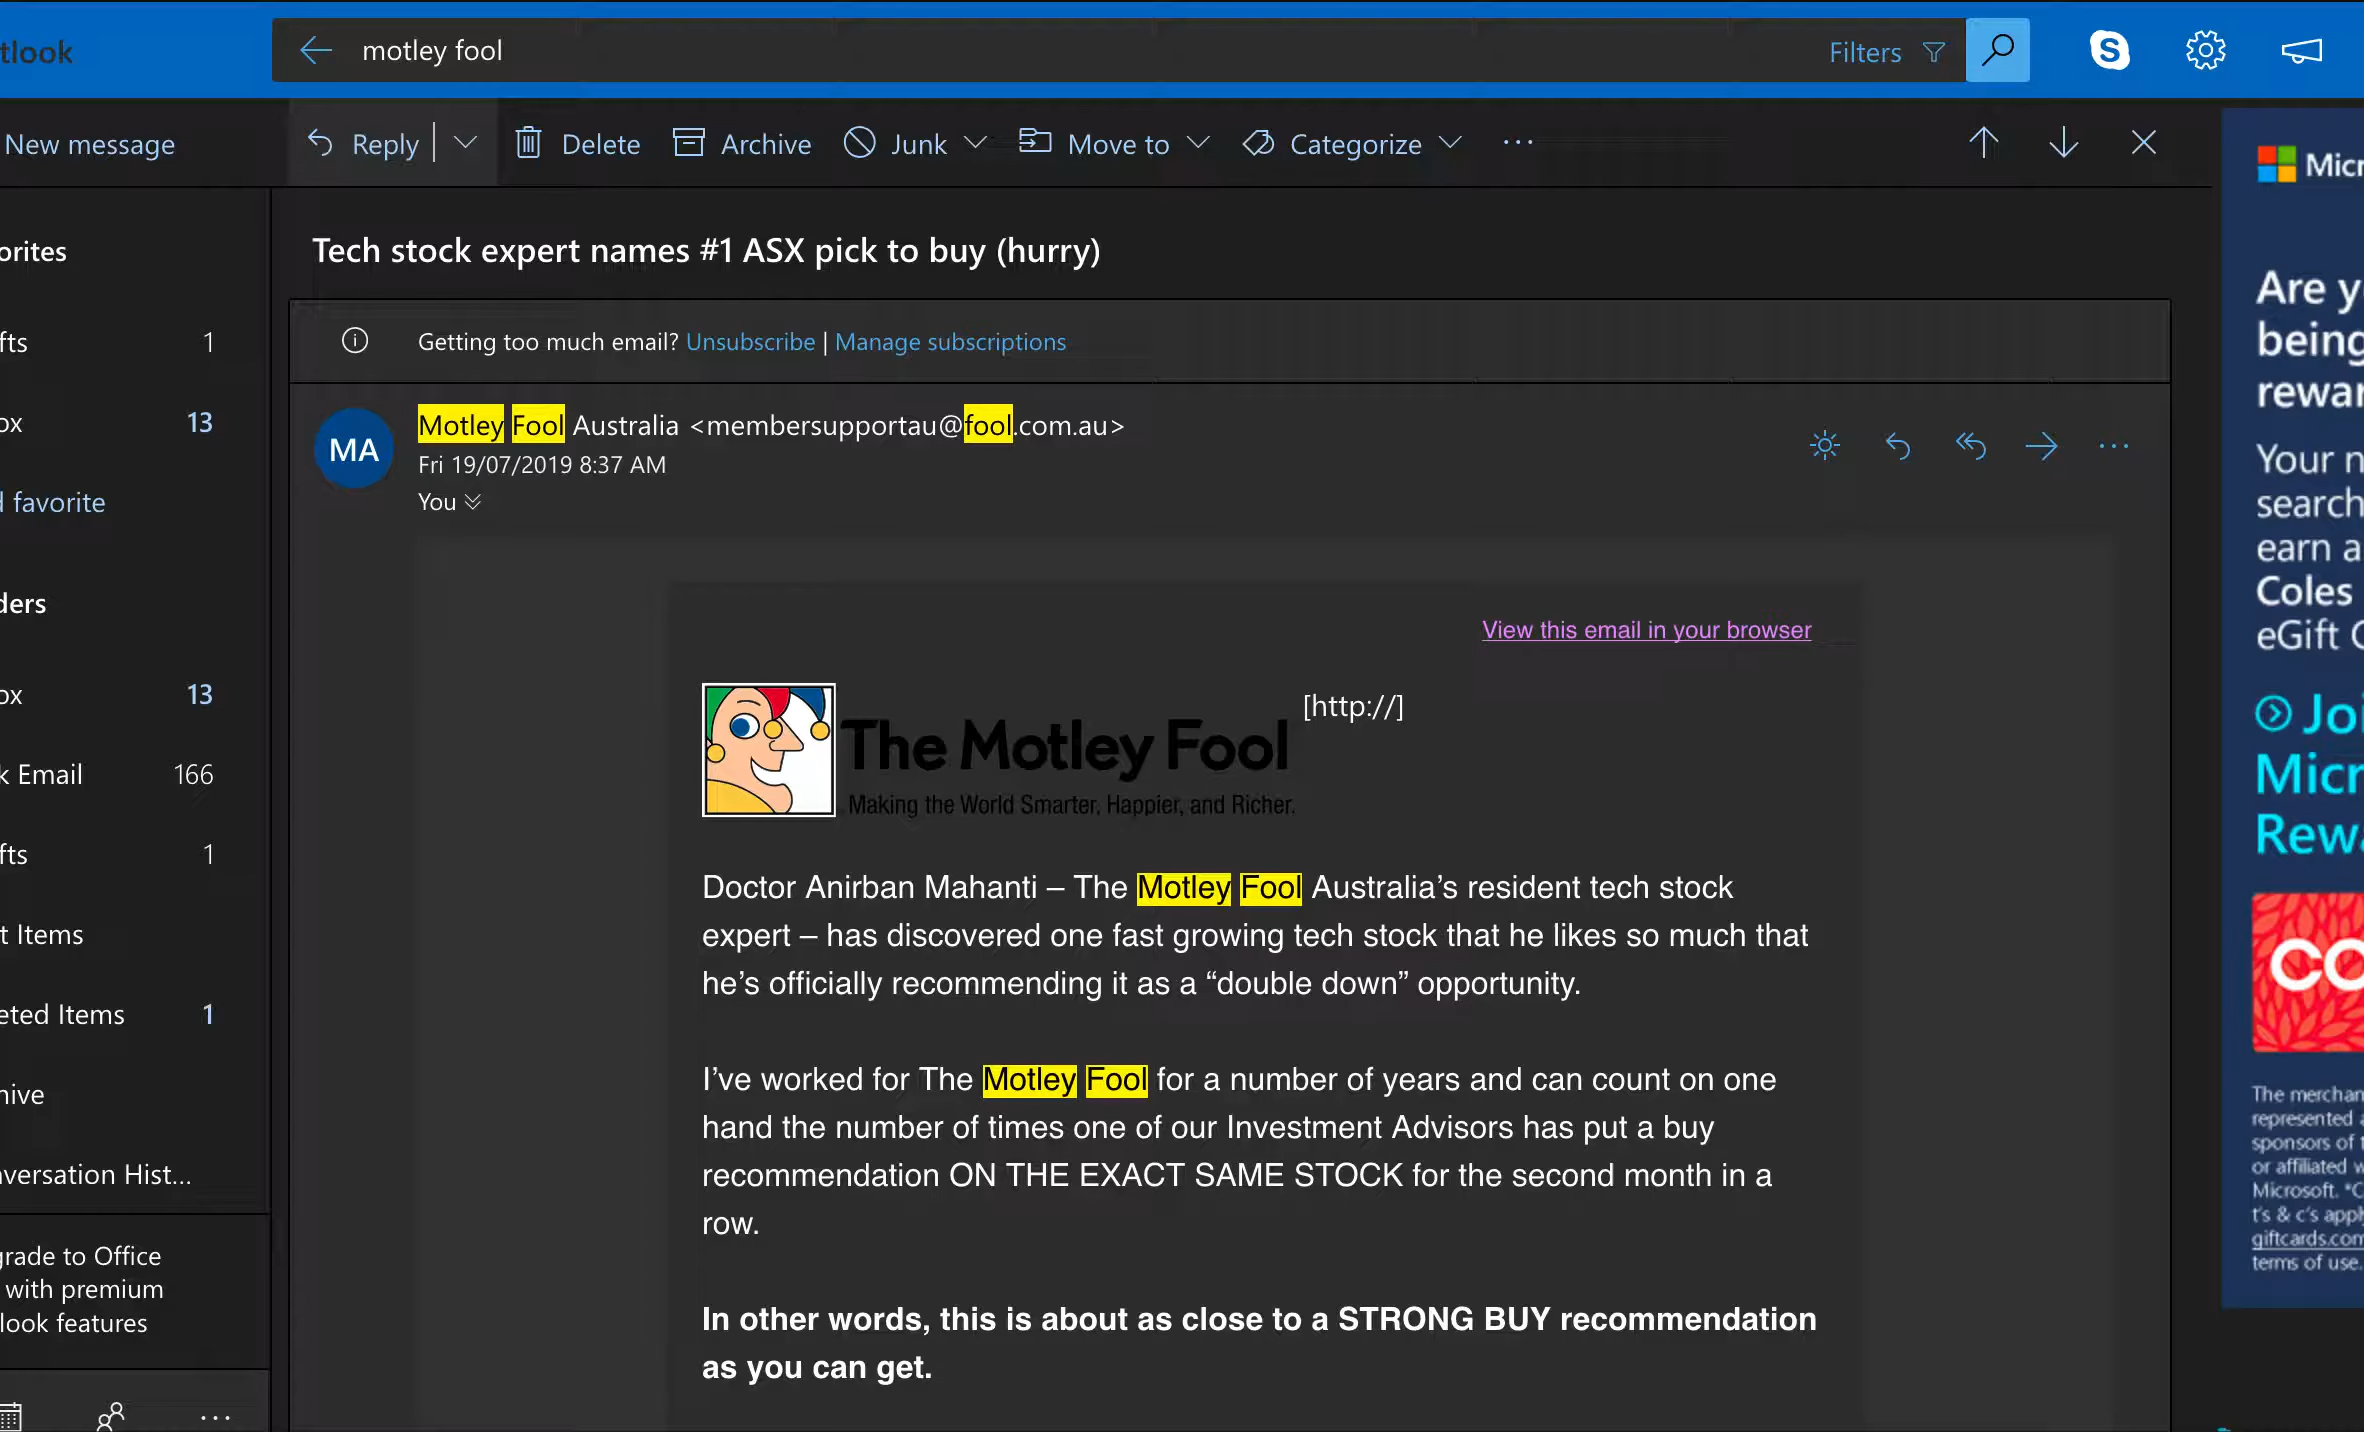 tlook
motley fool
Filters
New message
Reply
Delete
Archive
Junk
Move to
Categorize
Tech stock expert names #1 ASX pick to buy (hurry)
Getting too much email? Unsubscribe | Manage subscriptions
MA
Motley Fool Australia <membersupportau@fool.com.au>
Fri 19/07/2019 8:37 AM
You
View this email in your browser
The Motley Fool
[http://]
Making the World Smarter, Happier, and Richer.
Doctor Anirban Mahanti – The Motley Fool Australia’s resident tech stock
expert – has discovered one fast growing tech stock that he likes so much that
he’s officially recommending it as a “double down” opportunity.
I’ve worked for The Motley Fool for a number of years and can count on one
hand the number of times one of our Investment Advisors has put a buy
recommendation ON THE EXACT SAME STOCK for the second month in a
row.
In other words, this is about as close to a STRONG BUY recommendation
as you can get.
orites
fts 1
ox 13
d favorite
ders
ox 13
k Email 166
fts 1
t Items
eted Items 1
hive
versation Hist...
grade to Office
with premium
look features
Micr
Are y
being
rewar
Your n
search
earn a
Coles
eGift C
Joi
Micr
Rewa
co
The merchan
represented a
sponsors of t
or affiliated w
Microsoft. *C
t's & c's apply
giftcards.com
terms of use.